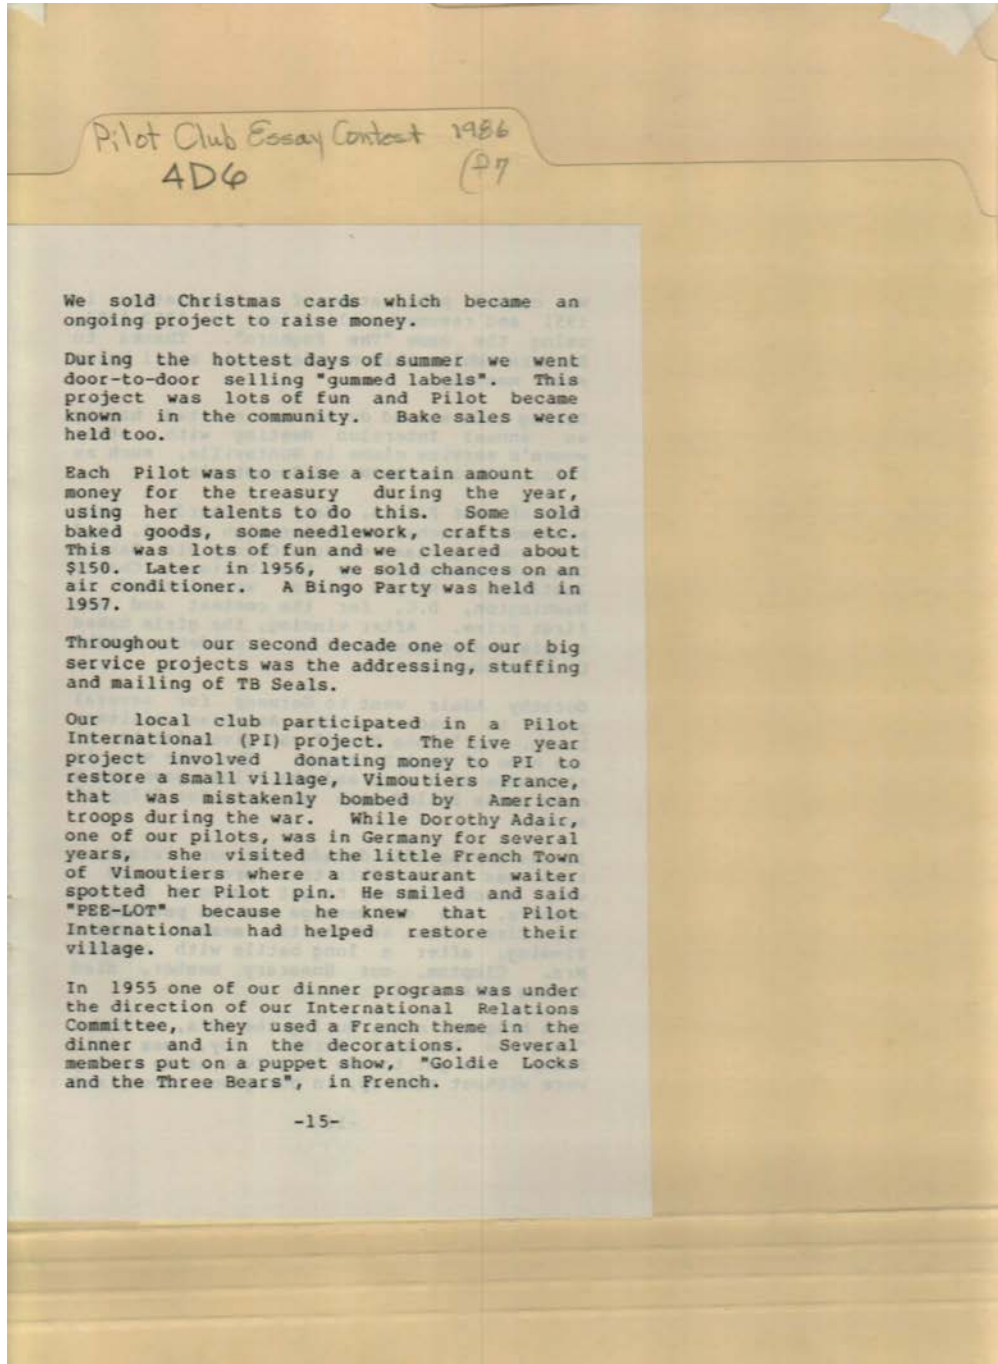 Pilot Club Essay Contest 1986
4D6 (P7
We sold Christmas cards which became an
ongoing project to raise money.
During the hottest days of summer we went
door-to-door selling "gummed labels". This
project was lots of fun and Pilot became
known in the community. Bake sales were
held too.
Each Pilot was to raise a certain amount of
money for the treasury during the year,
using her talents to do this. Some sold
baked goods, some needlework, crafts etc.
This was lots of fun and we cleared about
$150. Later in 1956, we sold chances on an
air conditioner. A Bingo Party was held in
1957.
Throughout our second decade one of our big
service projects was the addressing, stuffing
and mailing of TB Seals.
Our local club participated in a Pilot
International (PI) project. The five year
project involved donating money to PI to
restore a small village, Vimoutiers France,
that was mistakenly bombed by American
troops during the war. While Dorothy Adair,
one of our pilots, was in Germany for several
years, she visited the little French Town
of Vimoutiers where a restaurant waiter
spotted her Pilot pin. He smiled and said
"PEE-LOT" because he knew that Pilot
International had helped restore their
village.
In 1955 one of our dinner programs was under
the direction of our International Relations
Committee, they used a French theme in the
dinner and in the decorations. Several
members put on a puppet show, "Goldie Locks
and the Three Bears", in French.
-15-